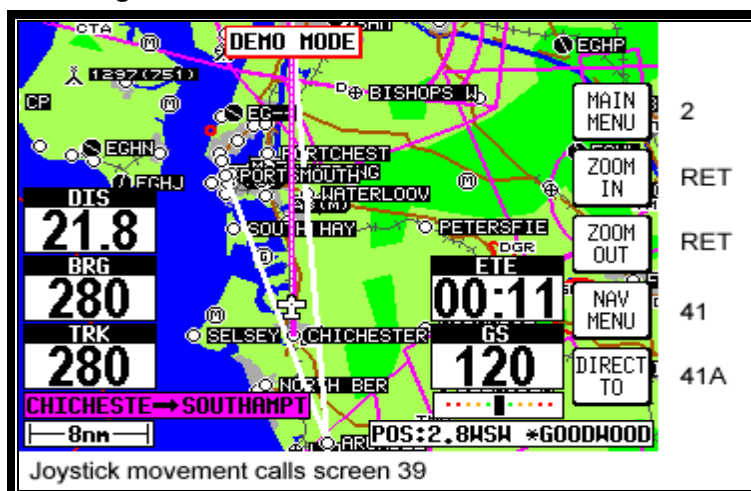 CTA
DEMO MODE
EGHP
1297(751)
BISHOPS W
CP
EG--
EGHN
PORTCHEST
PORTSMOUTH
NG
EGHJ
WATERLOOV
SOUTH HAY
PETERSFIE
DGR
DIS
21.8
BRG
280
TRK
280
ETE
00:11
GS
120
SELSEY
CHICHESTER
NORTH BER
CHICHESTE→SOUTHAMPT
8nm
POS:2.8WSW *GOODWOOD
MAIN MENU
2
ZOOM IN
RET
ZOOM OUT
RET
NAV MENU
41
DIRECT TO
41A
Joystick movement calls screen 39